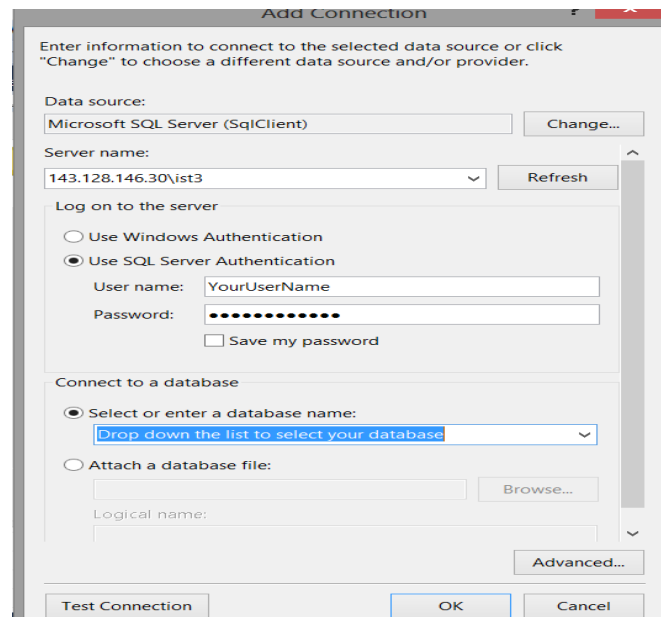 Add Connection ?
Enter information to connect to the selected data source or click
"Change" to choose a different data source and/or provider.
Data source:
Microsoft SQL Server (SqlClient)
Change...
Server name:
143.128.146.30\ist3
Refresh
Log on to the server
Use Windows Authentication
Use SQL Server Authentication
User name: YourUserName
Password: ●●●●●●●●●●●●
Save my password
Connect to a database
Select or enter a database name:
Drop down the list to select your database
Attach a database file:
Browse...
Logical name:
Advanced...
Test Connection
OK
Cancel